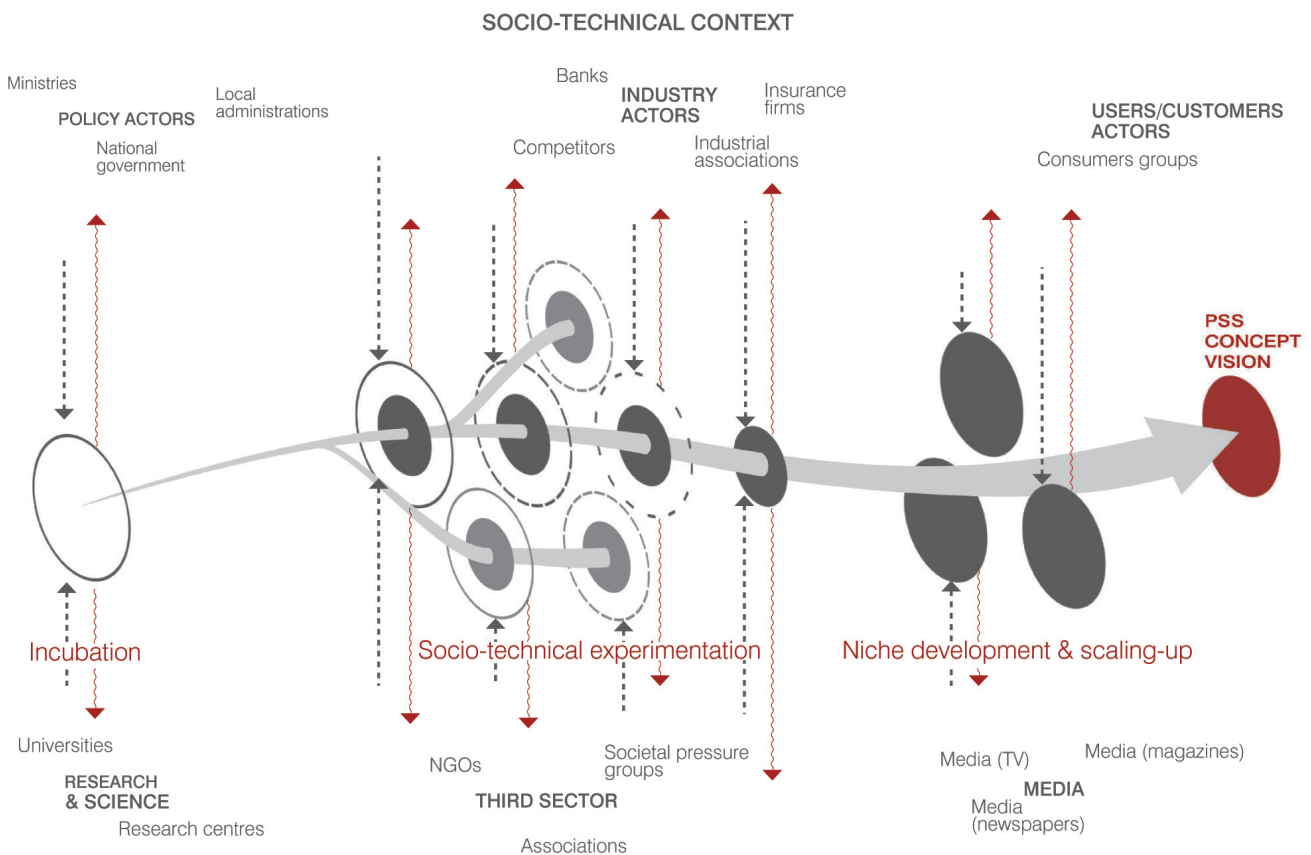 SOCIO-TECHNICAL CONTEXT
Ministries
POLICY ACTORS
National
government
Local
administrations
Banks
INDUSTRY
ACTORS
Competitors
Industrial
associations
Insurance
firms
USERS/CUSTOMERS
ACTORS
Consumers groups
PSS
CONCEPT
VISION
Incubation
Socio-technical experimentation
Niche development & scaling-up
Universities
RESEARCH
& SCIENCE
Research centres
NGOs
THIRD SECTOR
Societal pressure
groups
Associations
Media (TV)
Media (magazines)
MEDIA
Media
(newspapers)